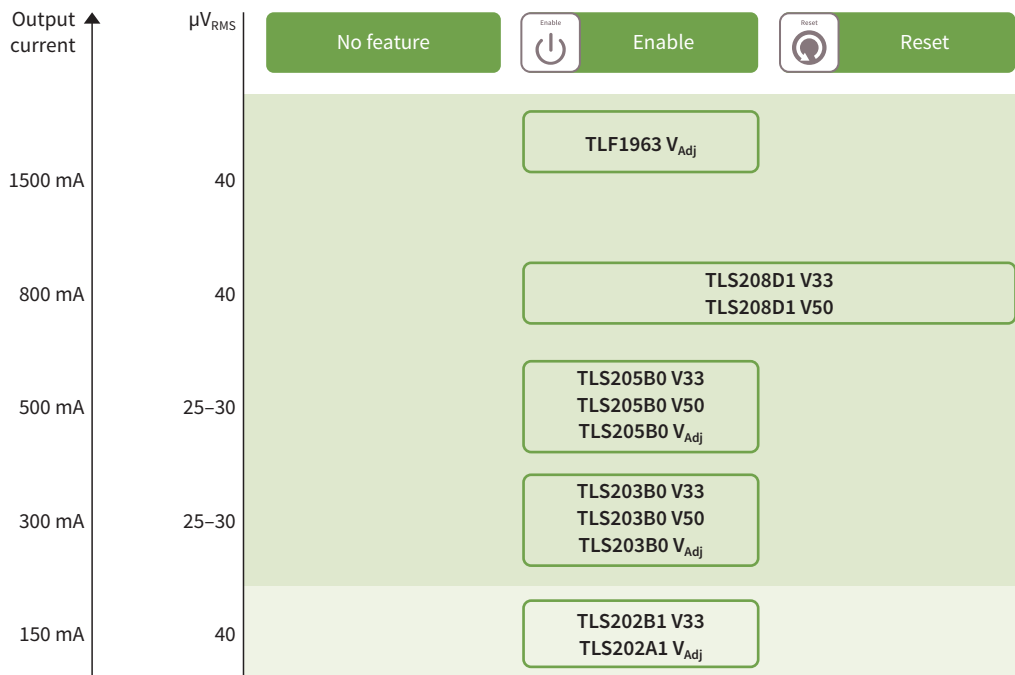 Output
current
µVRMS
No feature
Enable
Enable
Reset
Reset
TLF1963 VAdj
1500 mA
40
TLS208D1 V33
800 mA
40
TLS208D1 V50
TLS205B0 V33
500 mA
25–30
TLS205B0 V50
TLS205B0 VAdj
TLS203B0 V33
300 mA
25–30
TLS203B0 V50
TLS203B0 VAdj
TLS202B1 V33
150 mA
40
TLS202A1 VAdj